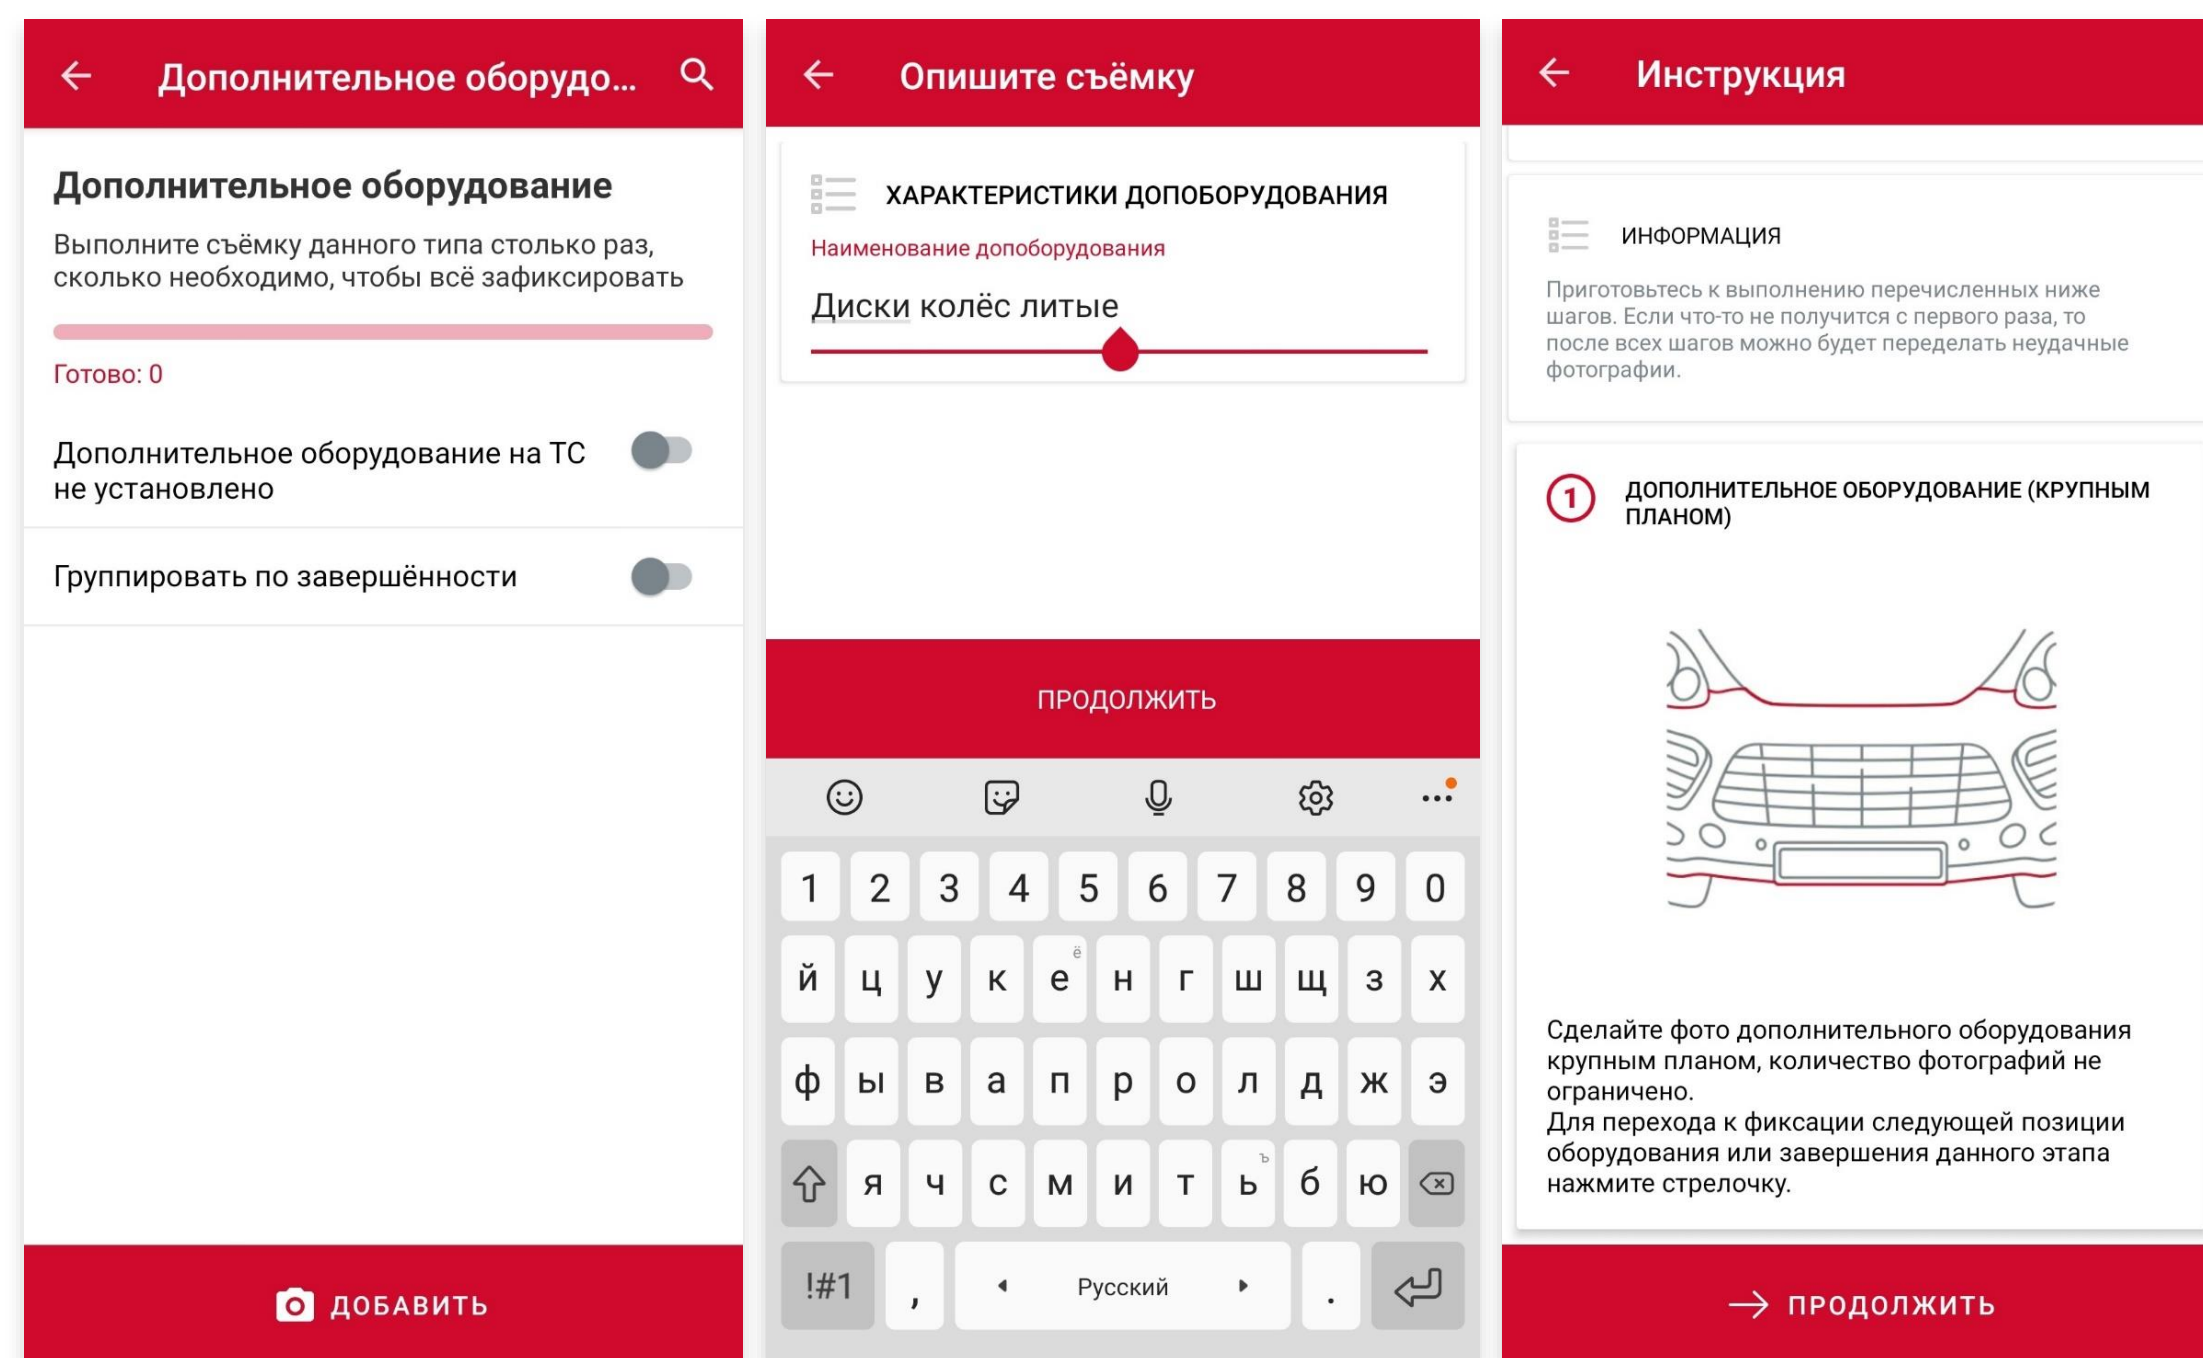 Дополнительное оборудо...
Дополнительное оборудование
Выполните съёмку данного типа столько раз,
сколько необходимо, чтобы всё зафиксировать
Готово: 0
Дополнительное оборудование на ТС
не установлено
Группировать по завершённости
ДОБАВИТЬ
Опишите съёмку
ХАРАКТЕРИСТИКИ ДОПОБОРУДОВАНИЯ
Наименование допоборудования
Диски колёс литые
ПРОДОЛЖИТЬ
1 2 3 4 5 6 7 8 9 0
й ц у к е ё н г ш щ з х
ф ы в а п р о л д ж э
я ч с м и т ь ъ б ю
!#1 , Русский .
Инструкция
ИНФОРМАЦИЯ
Приготовьтесь к выполнению перечисленных ниже
шагов. Если что-то не получится с первого раза, то
после всех шагов можно будет переделать неудачные
фотографии.
1 ДОПОЛНИТЕЛЬНОЕ ОБОРУДОВАНИЕ (КРУПНЫМ
ПЛАНОМ)
Сделайте фото дополнительного оборудования
крупным планом, количество фотографий не
ограничено.
Для перехода к фиксации следующей позиции
оборудования или завершения данного этапа
нажмите стрелочку.
ПРОДОЛЖИТЬ